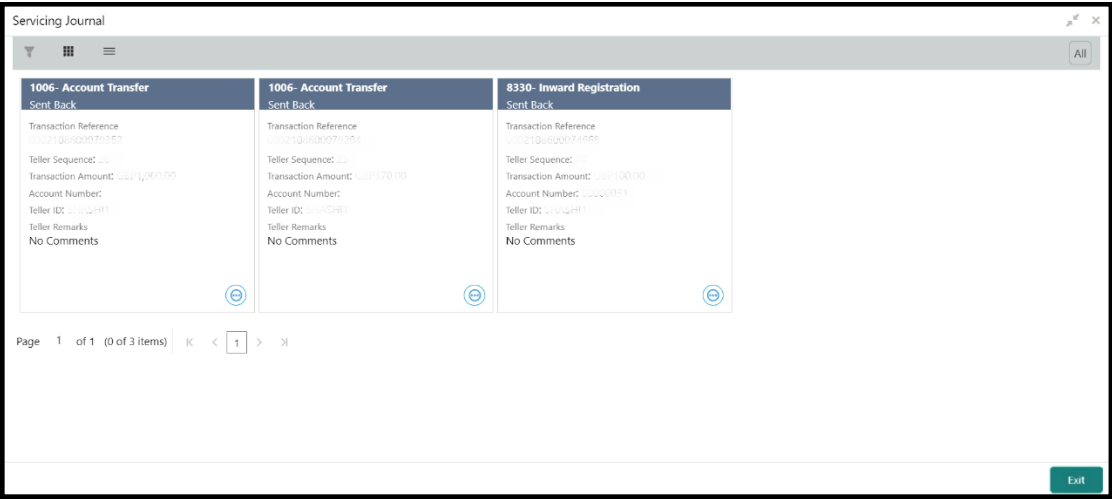 Servicing Journal
All
1006- Account Transfer
Sent Back
Transaction Reference
Teller Sequence:
Transaction Amount:
Account Number:
Teller ID:
Teller Remarks
No Comments
1006- Account Transfer
Sent Back
Transaction Reference
Teller Sequence:
Transaction Amount:
Account Number:
Teller ID:
Teller Remarks
No Comments
8330- Inward Registration
Sent Back
Transaction Reference
Teller Sequence:
Transaction Amount:
Account Number:
Teller ID:
Teller Remarks
No Comments
Page 1 of 1 (0 of 3 items) 1
Exit